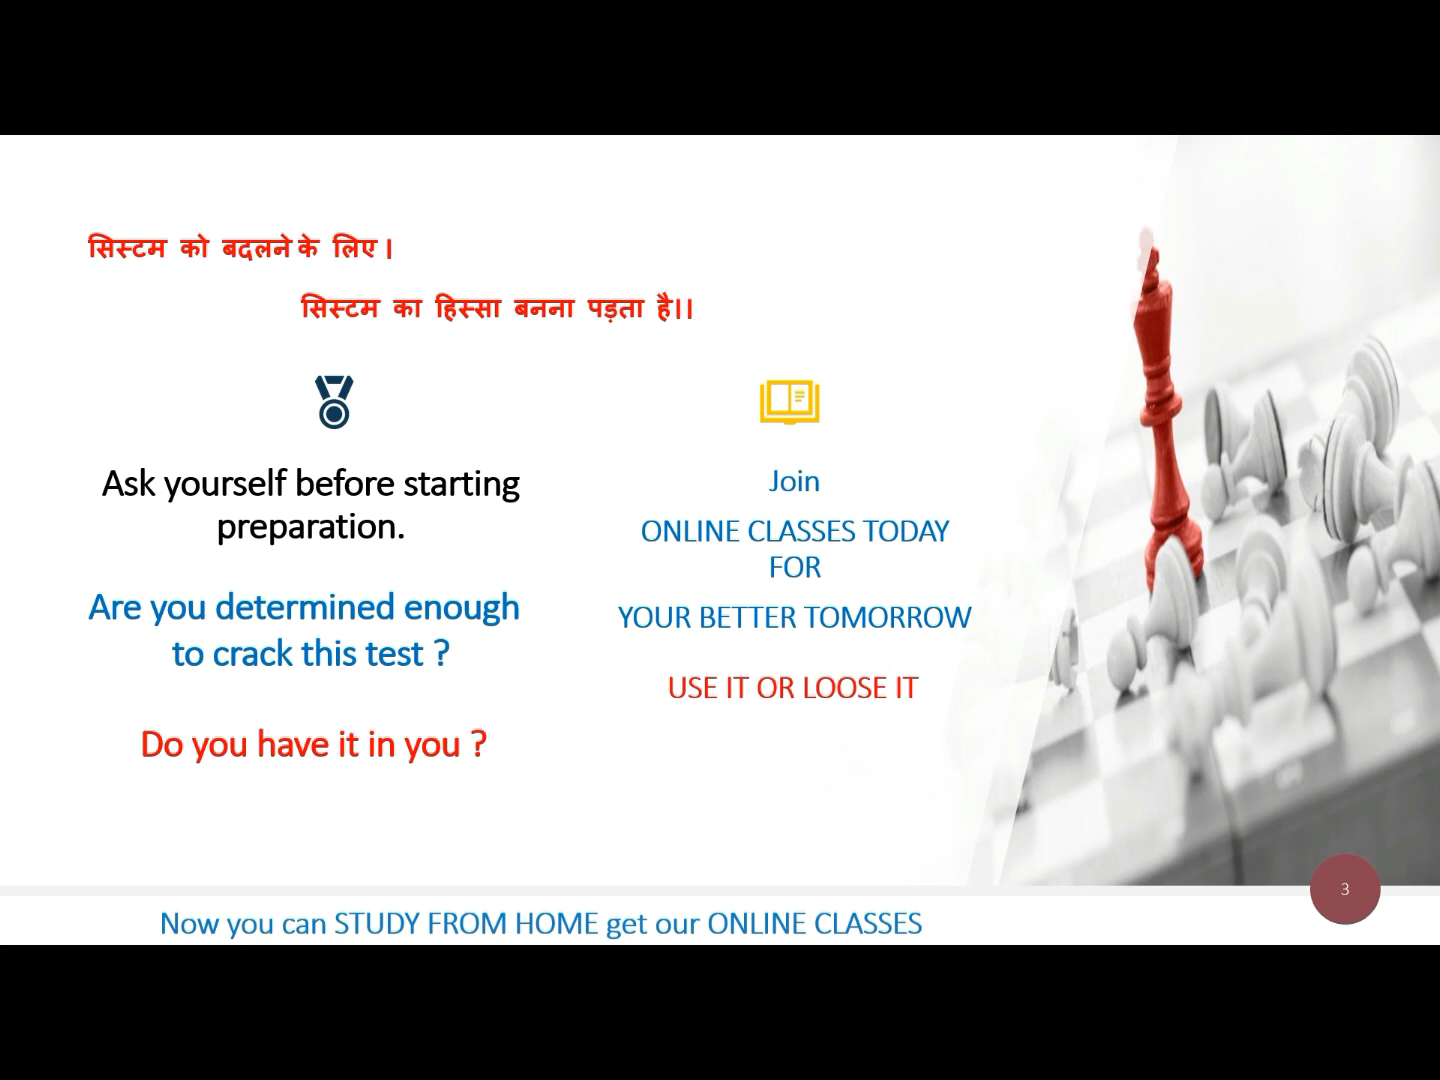 सिस्टम को बदलने के लिए।
सिस्टम का हिस्सा बनना पड़ता है।।
Ask yourself before starting
preparation.
Are you determined enough
to crack this test ?
Do you have it in you ?
Join
ONLINE CLASSES TODAY
FOR
YOUR BETTER TOMORROW
USE IT OR LOOSE IT
3
Now you can STUDY FROM HOME get our ONLINE CLASSES